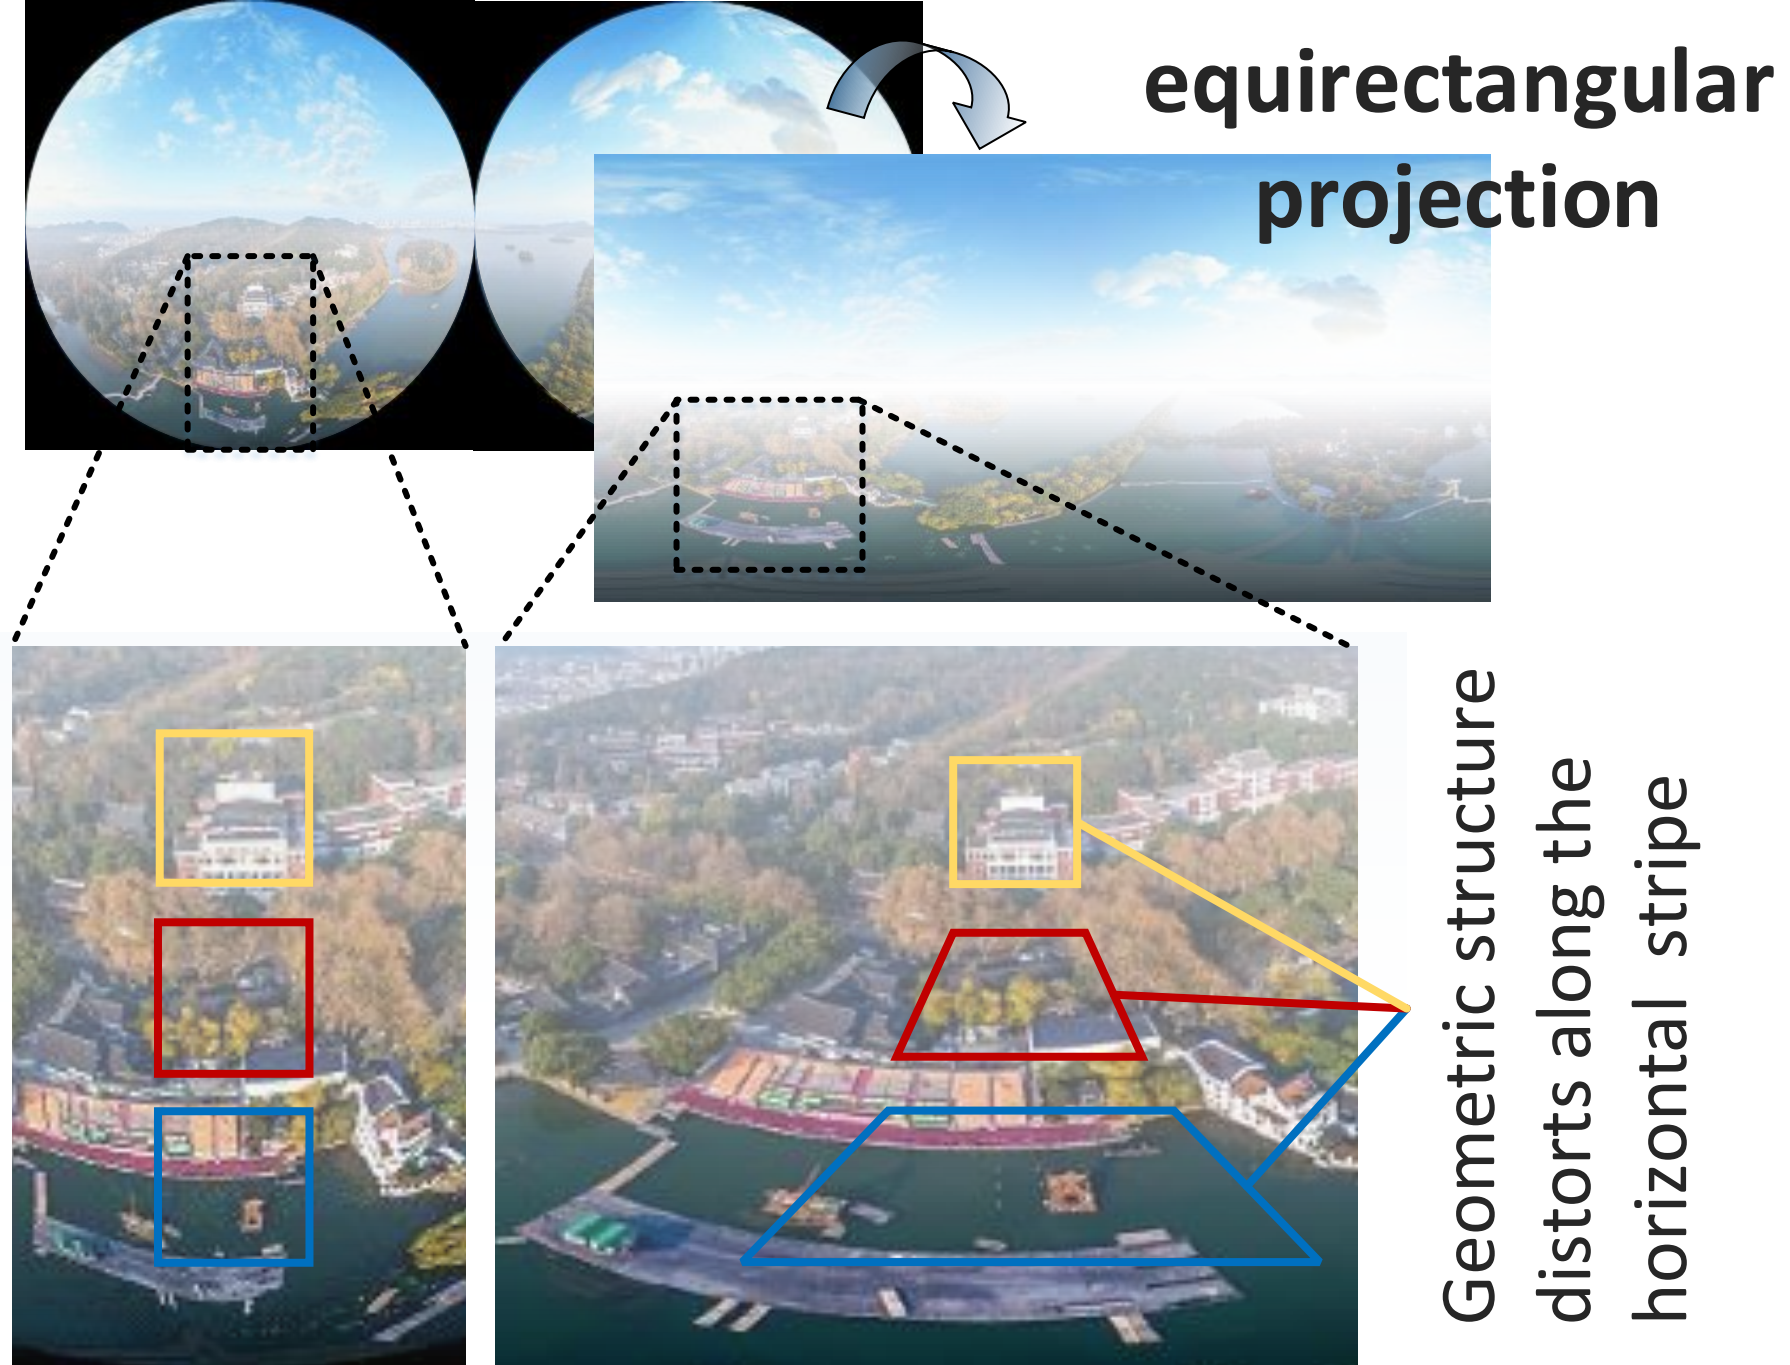 equirectangular
projection
Geometric structure
distorts along the
horizontal stripe